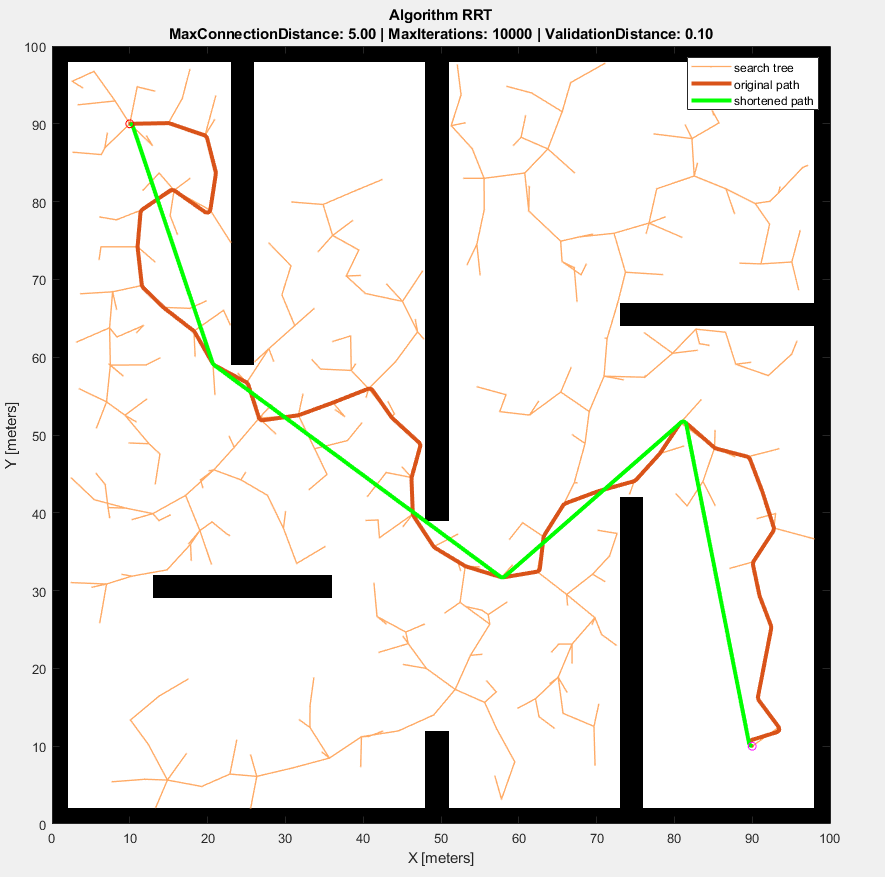 Algorithm RRT
MaxConnectionDistance: 5.00 | MaxIterations: 10000 | ValidationDistance: 0.10
search tree
original path
shortened path
100
90
80
70
60
50
40
30
20
10
0
Y [meters]
0 10 20 30 40 50 60 70 80 90 100
X [meters]